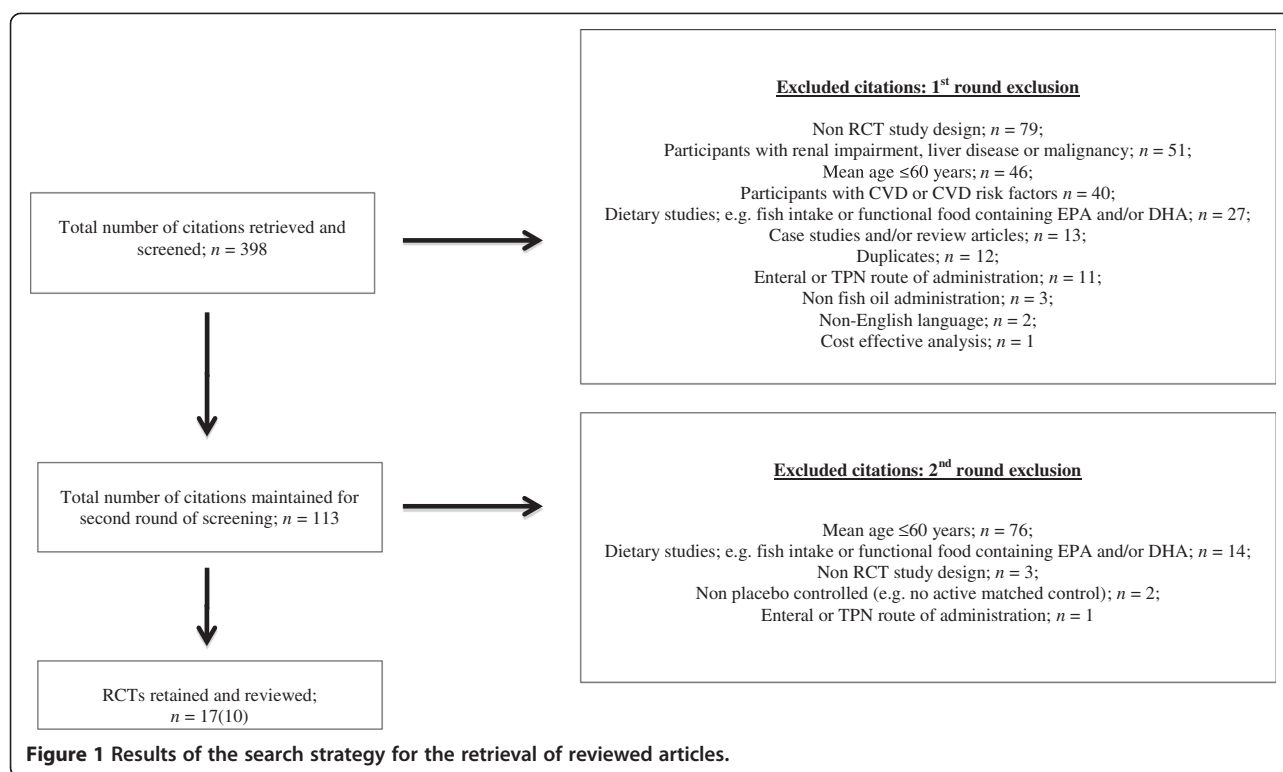 Total number of citations retrieved and
screened; n = 398
Excluded citations: 1st round exclusion
Non RCT study design; n = 79;
Participants with renal impairment, liver disease or malignancy; n = 51;
Mean age ≤60 years; n = 46;
Participants with CVD or CVD risk factors n = 40;
Dietary studies; e.g. fish intake or functional food containing EPA and/or DHA; n = 27;
Case studies and/or review articles; n = 13;
Duplicates; n = 12;
Enteral or TPN route of administration; n = 11;
Non fish oil administration; n = 3;
Non-English language; n = 2;
Cost effective analysis; n = 1
Total number of citations maintained for
second round of screening; n = 113
Excluded citations: 2nd round exclusion
Mean age ≤60 years; n = 76;
Dietary studies; e.g. fish intake or functional food containing EPA and/or DHA; n = 14;
Non RCT study design; n = 3;
Non placebo controlled (e.g. no active matched control); n = 2;
Enteral or TPN route of administration; n = 1
RCTs retained and reviewed;
n = 17(10)
Figure 1 Results of the search strategy for the retrieval of reviewed articles.